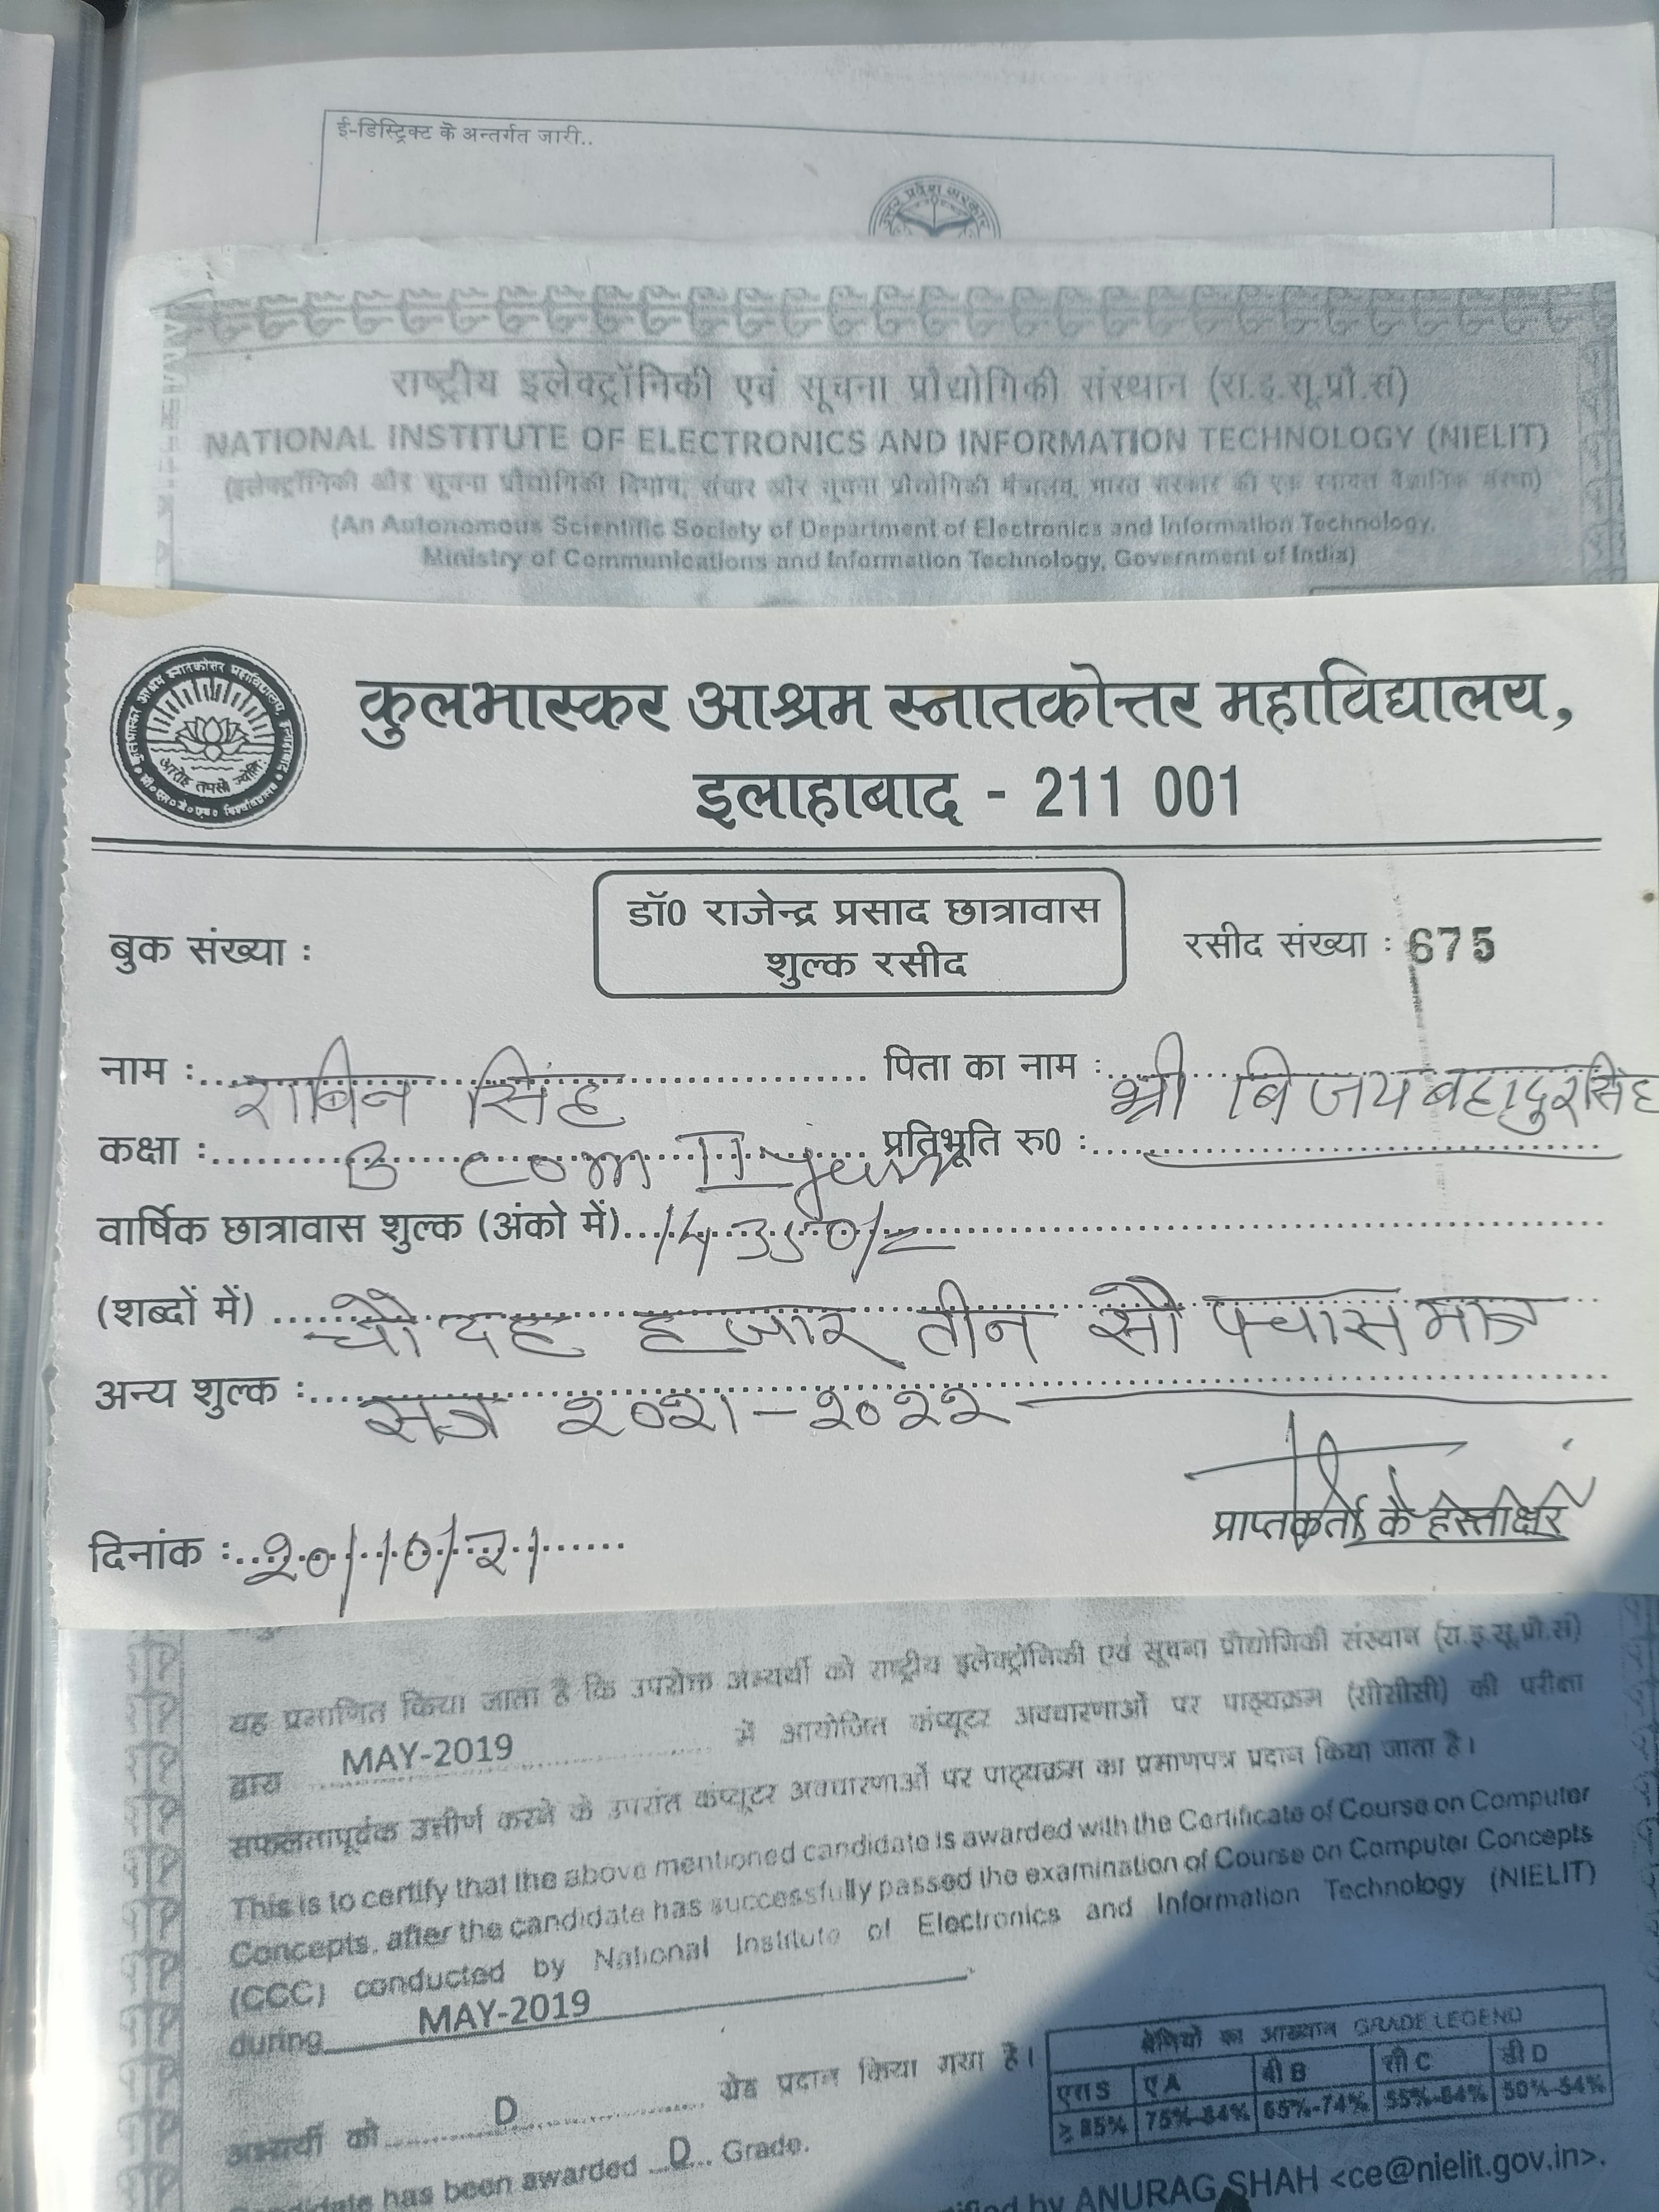 ई-डिस्ट्रिक्ट के अन्तर्गत जारी..
उत्तर प्रदेश सरकार
राष्ट्रीय इलेक्ट्रॉनिकी एवं सूचना प्रौद्योगिकी संस्थान (रा.इ.सू.प्रौ.सं)
NATIONAL INSTITUTE OF ELECTRONICS AND INFORMATION TECHNOLOGY (NIELIT)
(इलेक्ट्रॉनिकी और सूचना प्रौद्योगिकी विभाग, संचार और सूचना प्रौद्योगिकी मंत्रालय, भारत सरकार की एक स्वायत्त वैज्ञानिक संस्था)
(An Autonomous Scientific Society of Department of Electronics and Information Technology,
Ministry of Communications and Information Technology, Government of India)
कुलभास्कर आश्रम स्नातकोत्तर महाविद्यालय,
इलाहाबाद - 211 001
डॉ0 राजेन्द्र प्रसाद छात्रावास
शुल्क रसीद
बुक संख्या :
रसीद संख्या : 675
नाम : राबिन सिंह पिता का नाम : श्री विजय बहादुर सिंह
कक्षा : B com II year प्रतिभूति रु0 :
वार्षिक छात्रावास शुल्क (अंको में) 14350/=
(शब्दों में) चौदह हजार तीन सौ पचास मात्र
अन्य शुल्क : सत्र २०२१-२०२२
प्राप्तकर्ता के हस्ताक्षर
दिनांक : 20/10/21
यह प्रमाणित किया जाता है कि उपरोक्त अभ्यर्थी को राष्ट्रीय इलेक्ट्रॉनिकी एवं सूचना प्रौद्योगिकी संस्थान (रा.इ.सू.प्रौ.सं)
द्वारा MAY-2019 में आयोजित कंप्यूटर अवधारणाओं पर पाठ्यक्रम (सीसीसी) की परीक्षा
सफलतापूर्वक उत्तीर्ण करने के उपरांत कंप्यूटर अवधारणाओं पर पाठ्यक्रम का प्रमाणपत्र प्रदान किया जाता है।
This is to certify that the above mentioned candidate is awarded with the Certificate of Course on Computer
Concepts, after the candidate has successfully passed the examination of Course on Computer Concepts
(CCC) conducted by National Institute of Electronics and Information Technology (NIELIT)
during MAY-2019
अभ्यर्थी को D ग्रेड प्रदान किया गया है।
श्रेणियों का आख्यान GRADE LEGEND
एस S ए A बी B सी C डी D
≥ 85% 75%-84% 65%-74% 55%-64% 50%-54%
has been awarded D Grade.
by ANURAG SHAH <ce@nielit.gov.in>.